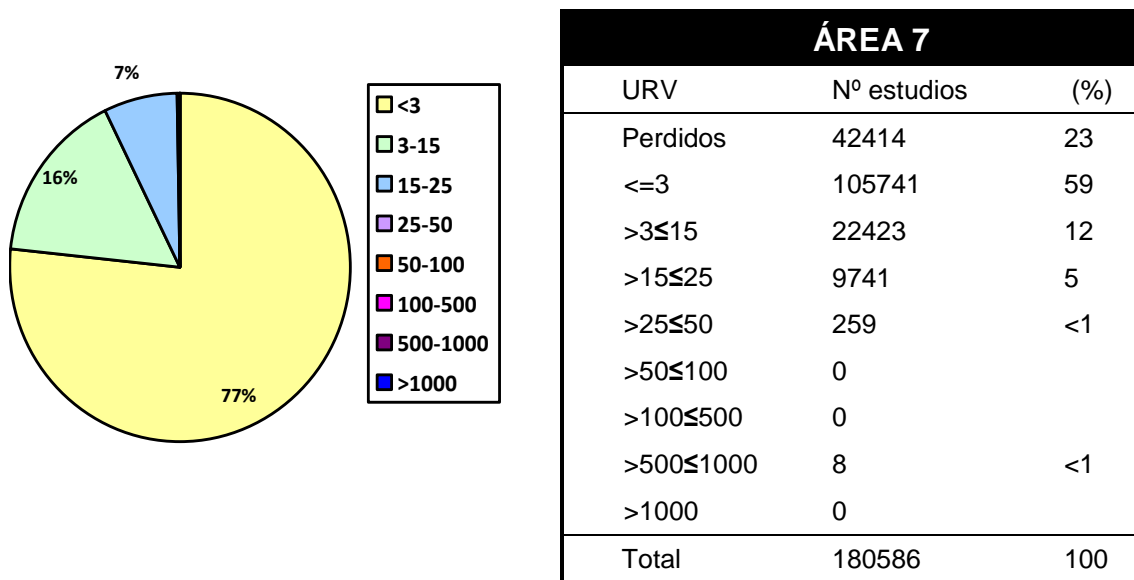 7%
16%
77%
<3
3-15
15-25
25-50
50-100
100-500
500-1000
>1000
ÁREA 7
URV Nº estudios (%)
Perdidos 42414 23
<=3 105741 59
>3≤15 22423 12
>15≤25 9741 5
>25≤50 259 <1
>50≤100 0
>100≤500 0
>500≤1000 8 <1
>1000 0
Total 180586 100